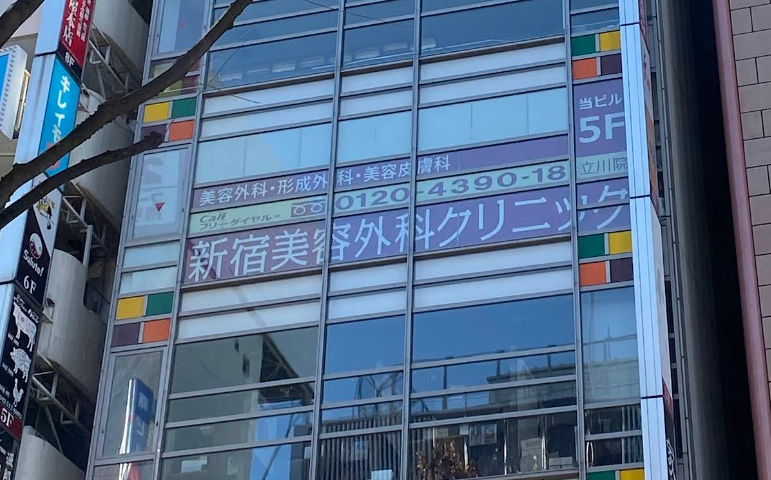 美容外科・形成外科・美容皮膚科
Call
フリーダイヤル 0120-4390-18
新宿美容外科クリニック
当ビル
5F
立川院
6F
5F